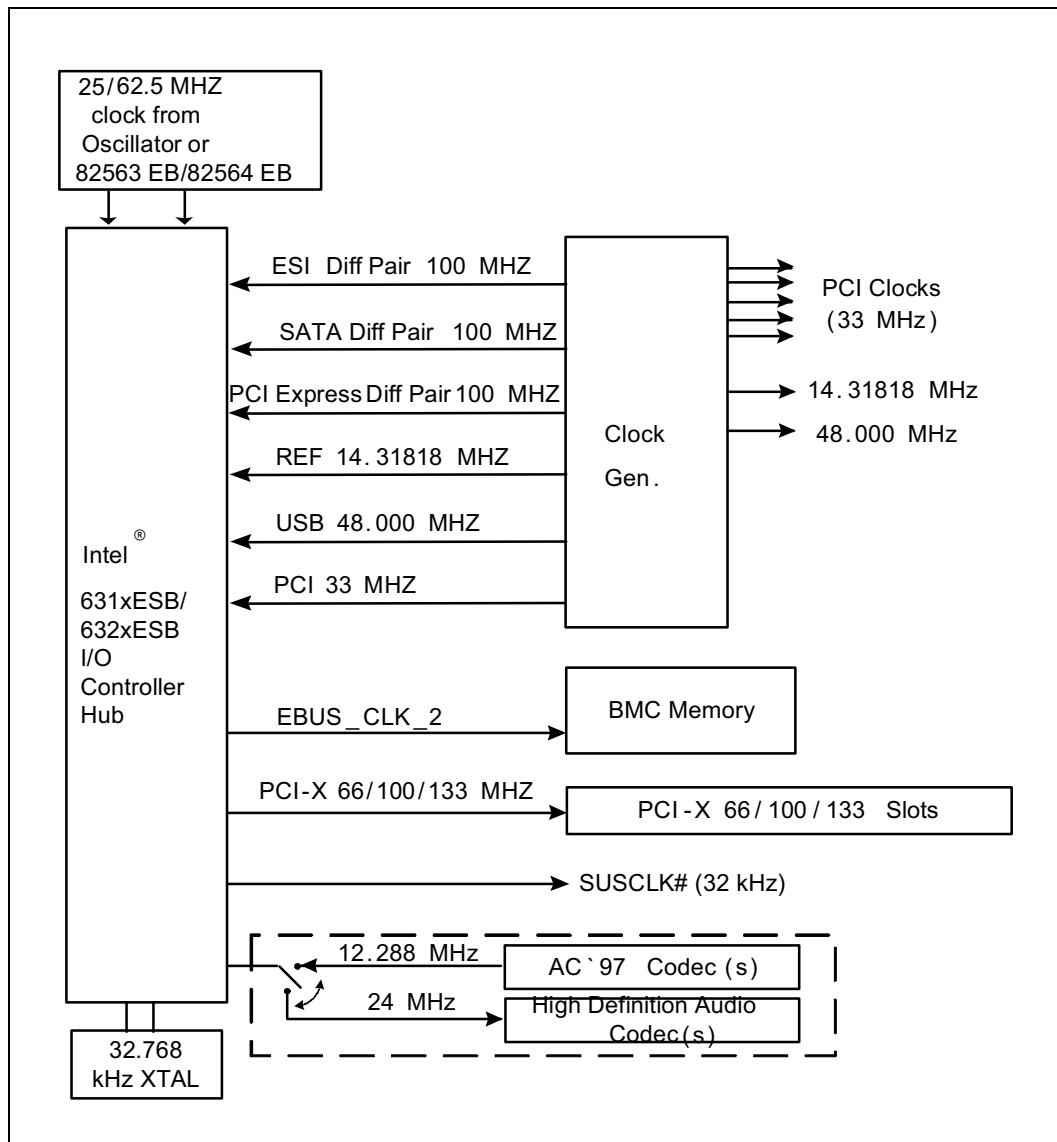 25/62.5 MHZ
clock from
Oscillator or
82563 EB/82564 EB
ESI Diff Pair 100 MHZ
SATA Diff Pair 100 MHZ
PCI Express Diff Pair 100 MHZ
REF 14.31818 MHZ
USB 48.000 MHZ
PCI 33 MHZ
Clock
Gen.
PCI Clocks
(33 MHz)
14.31818 MHz
48.000 MHz
Intel ®
631xESB/
632xESB
I/O
Controller
Hub
EBUS_CLK_2
BMC Memory
PCI-X 66/100/133 MHZ
PCI-X 66/100/133 Slots
SUSCLK# (32 kHz)
12.288 MHz
AC`97 Codec(s)
24 MHz
High Definition Audio
Codec(s)
32.768
kHz XTAL